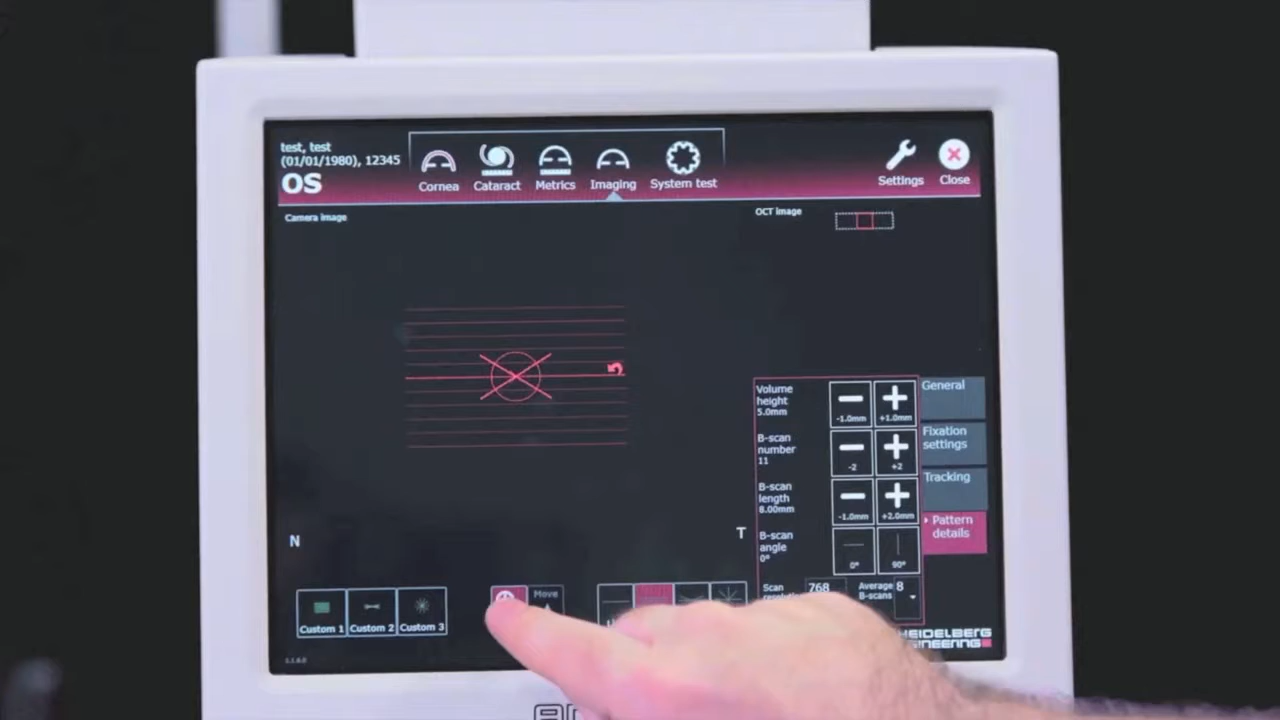 test, test
(01/01/1980), 12345
OS
Cornea
Cataract
Metrics
Imaging
System test
Settings
Close
Camera image
OCT image
Volume
height
5.0mm
-1.0mm
+1.0mm
B-scan
number
11
-2
+2
B-scan
length
8.00mm
-1.0mm
+2.0mm
B-scan
angle
0°
0°
90°
Scan
768
Average
B-scans
8
General
Fixation
settings
Tracking
Pattern
details
N
T
Custom 1
Custom 2
Custom 3
Move
HEIDELBERG
ENGINEERING